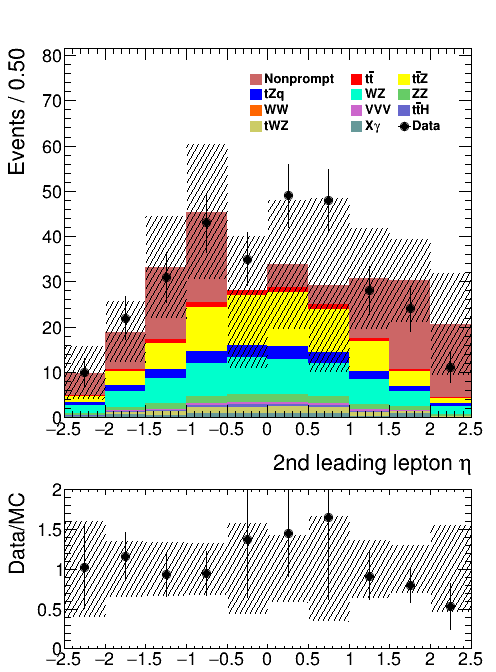 Events / 0.50
80
70
60
50
40
30
20
10
0
Nonprompt tt̄ tt̄Z
tZq WZ ZZ
WW VVV tt̄H
tWZ Xγ Data
−2.5 −2 −1.5 −1 −0.5 0 0.5 1 1.5 2 2.5
2nd leading lepton η
Data/MC
2
1.5
1
0.5
0
−2.5 −2 −1.5 −1 −0.5 0 0.5 1 1.5 2 2.5